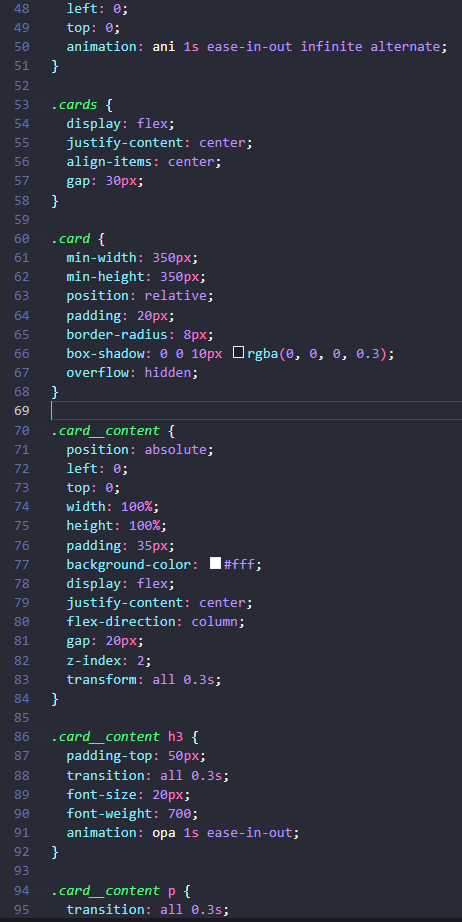 48 left: 0;
49 top: 0;
50 animation: ani 1s ease-in-out infinite alternate;
51 }
52
53 .cards {
54 display: flex;
55 justify-content: center;
56 align-items: center;
57 gap: 30px;
58 }
59
60 .card {
61 min-width: 350px;
62 min-height: 350px;
63 position: relative;
64 padding: 20px;
65 border-radius: 8px;
66 box-shadow: 0 0 10px rgba(0, 0, 0, 0.3);
67 overflow: hidden;
68 }
69
70 .card__content {
71 position: absolute;
72 left: 0;
73 top: 0;
74 width: 100%;
75 height: 100%;
76 padding: 35px;
77 background-color: #fff;
78 display: flex;
79 justify-content: center;
80 flex-direction: column;
81 gap: 20px;
82 z-index: 2;
83 transform: all 0.3s;
84 }
85
86 .card__content h3 {
87 padding-top: 50px;
88 transition: all 0.3s;
89 font-size: 20px;
90 font-weight: 700;
91 animation: opa 1s ease-in-out;
92 }
93
94 .card__content p {
95 transition: all 0.3s;